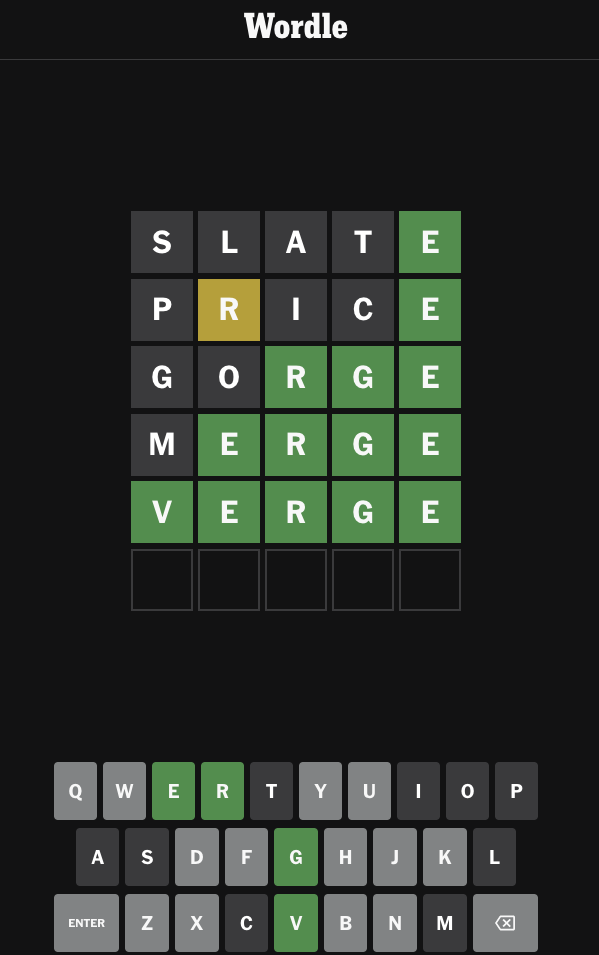 Wordle
S L A T E
P R I C E
G O R G E
M E R G E
V E R G E
Q W E R T Y U I O P
A S D F G H J K L
ENTER Z X C V B N M